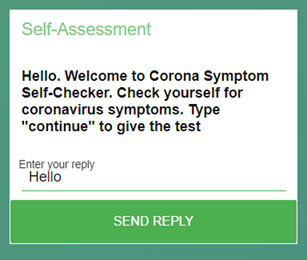 Self-Assessment
Hello. Welcome to Corona Symptom
Self-Checker. Check yourself for
coronavirus symptoms. Type
"continue" to give the test
Enter your reply
Hello
SEND REPLY